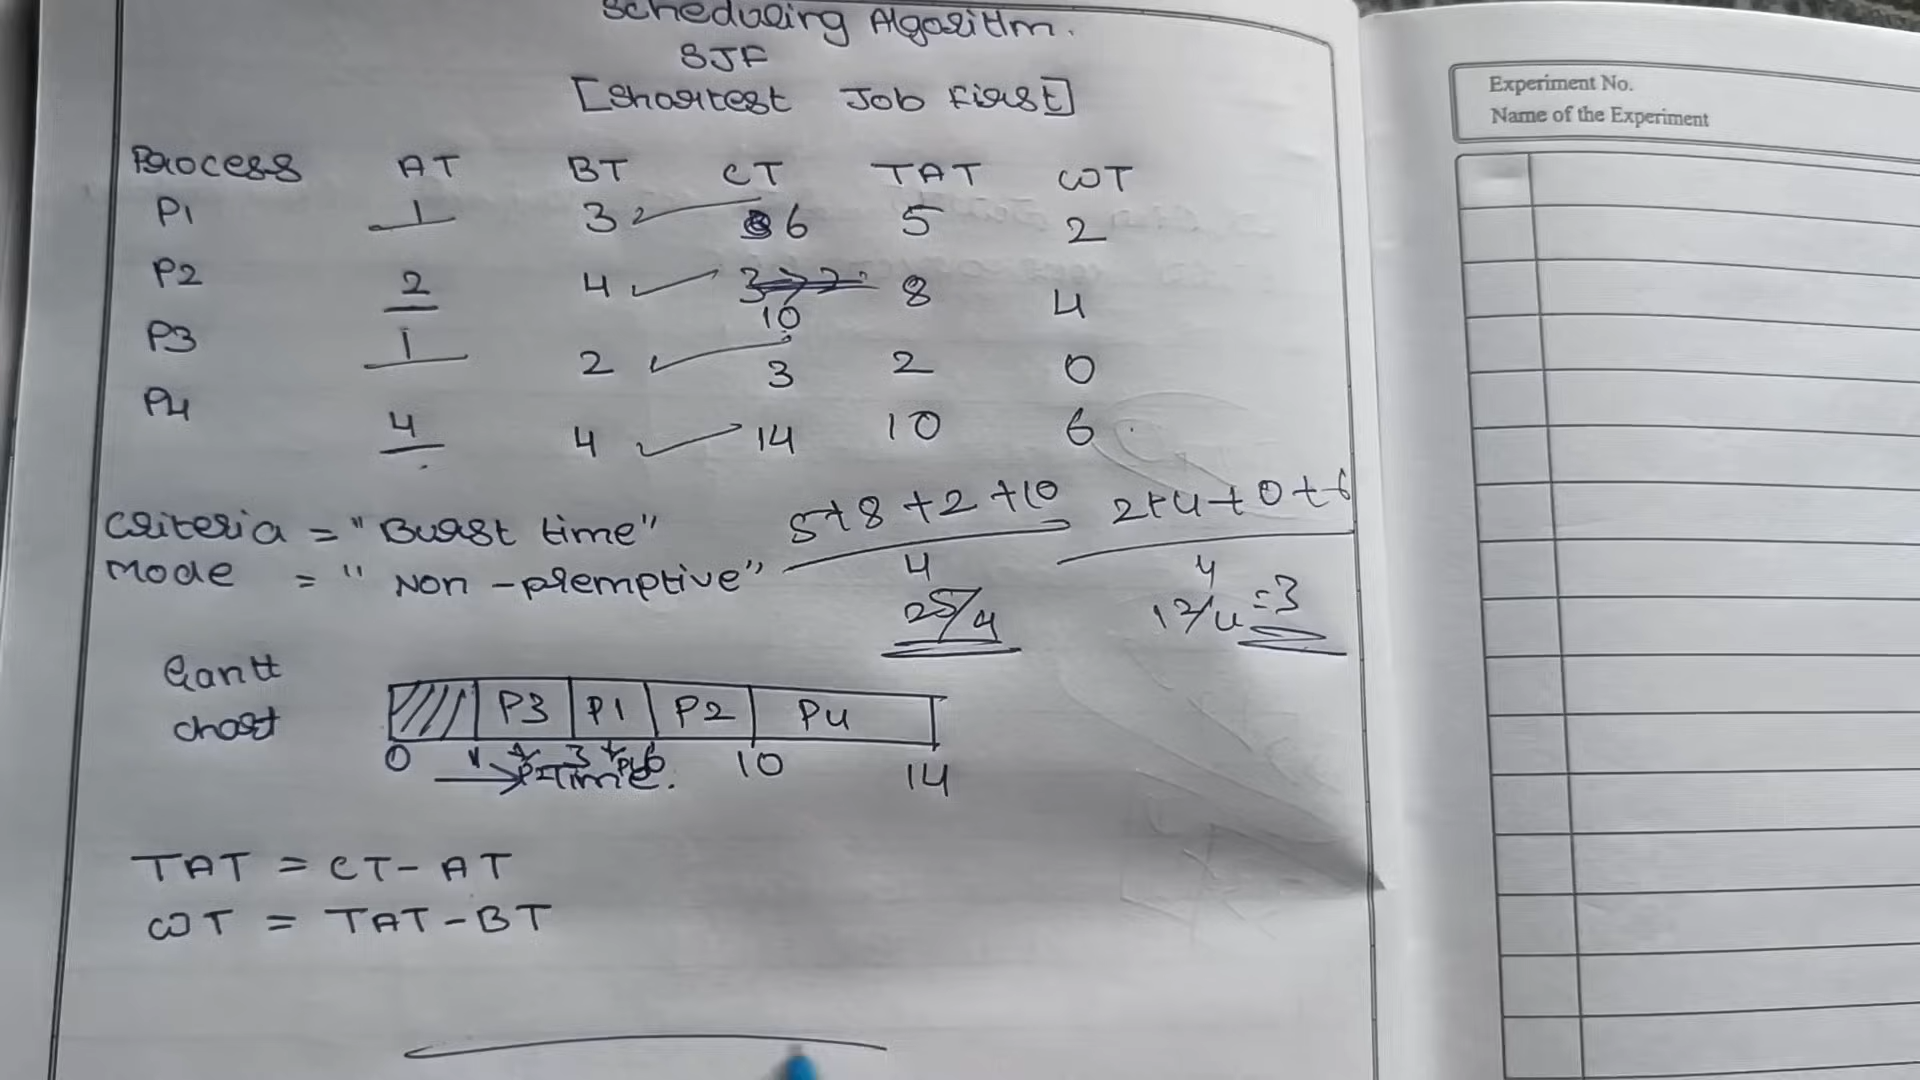 Scheduling Algorithm.
SJF
[Shortest Job First]
Process AT BT CT TAT WT
P1 1 3 6 5 2
P2 2 4 10 8 4
P3 1 2 3 2 0
P4 4 4 14 10 6
5+8+2+10 2+4+0+6
Criteria = "Burst time"
Mode = "Non-premptive"
4 4
25/4 12/4 =3
Gantt
chart
P3 P1 P2 P4
0 3 6 10 14
Time.
TAT = CT-AT
WT = TAT-BT
Experiment No.
Name of the Experiment